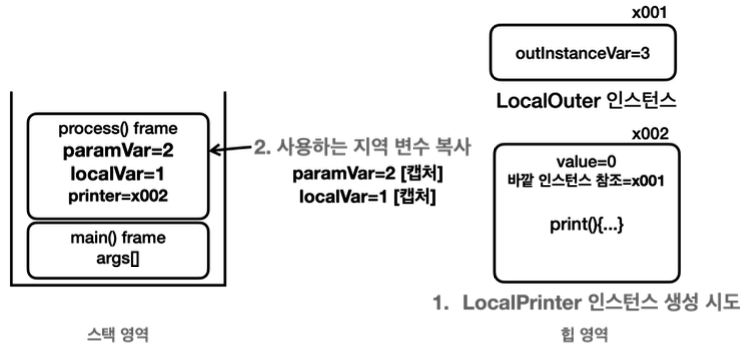 x001
outInstanceVar=3
LocalOuter 인스턴스
process() frame
paramVar=2
localVar=1
printer=x002
main() frame
args[]
2. 사용하는 지역 변수 복사
paramVar=2 [캡처]
localVar=1 [캡처]
x002
value=0
바깥 인스턴스 참조=x001
print(){...}
1. LocalPrinter 인스턴스 생성 시도
스택 영역
힙 영역